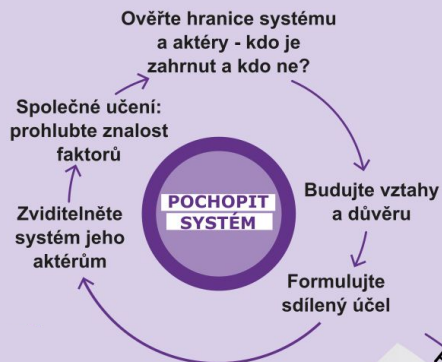 Ověřte hranice systému
a aktéry - kdo je
zahrnut a kdo ne?
Budujte vztahy
a důvěru
Formulujte
sdílený účel
Zviditelněte
systém jeho
aktérům
Společné učení:
prohlubte znalost
faktorů
POCHOPIT
SYSTÉM